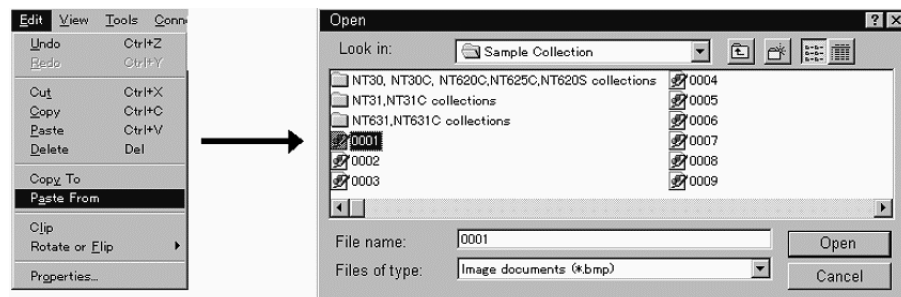 Edit View Tools Conn
Undo Ctrl+Z
Redo Ctrl+Y
Cut Ctrl+X
Copy Ctrl+C
Paste Ctrl+V
Delete Del
Copy To
Paste From
Clip
Rotate or Flip
Properties...
Open
Look in: Sample Collection
NT30, NT30C, NT620C,NT625C,NT620S collections
NT31,NT31C collections
NT631,NT631C collections
0001
0002
0003
0004
0005
0006
0007
0008
0009
File name: 0001 Open
Files of type: Image documents (*.bmp) Cancel